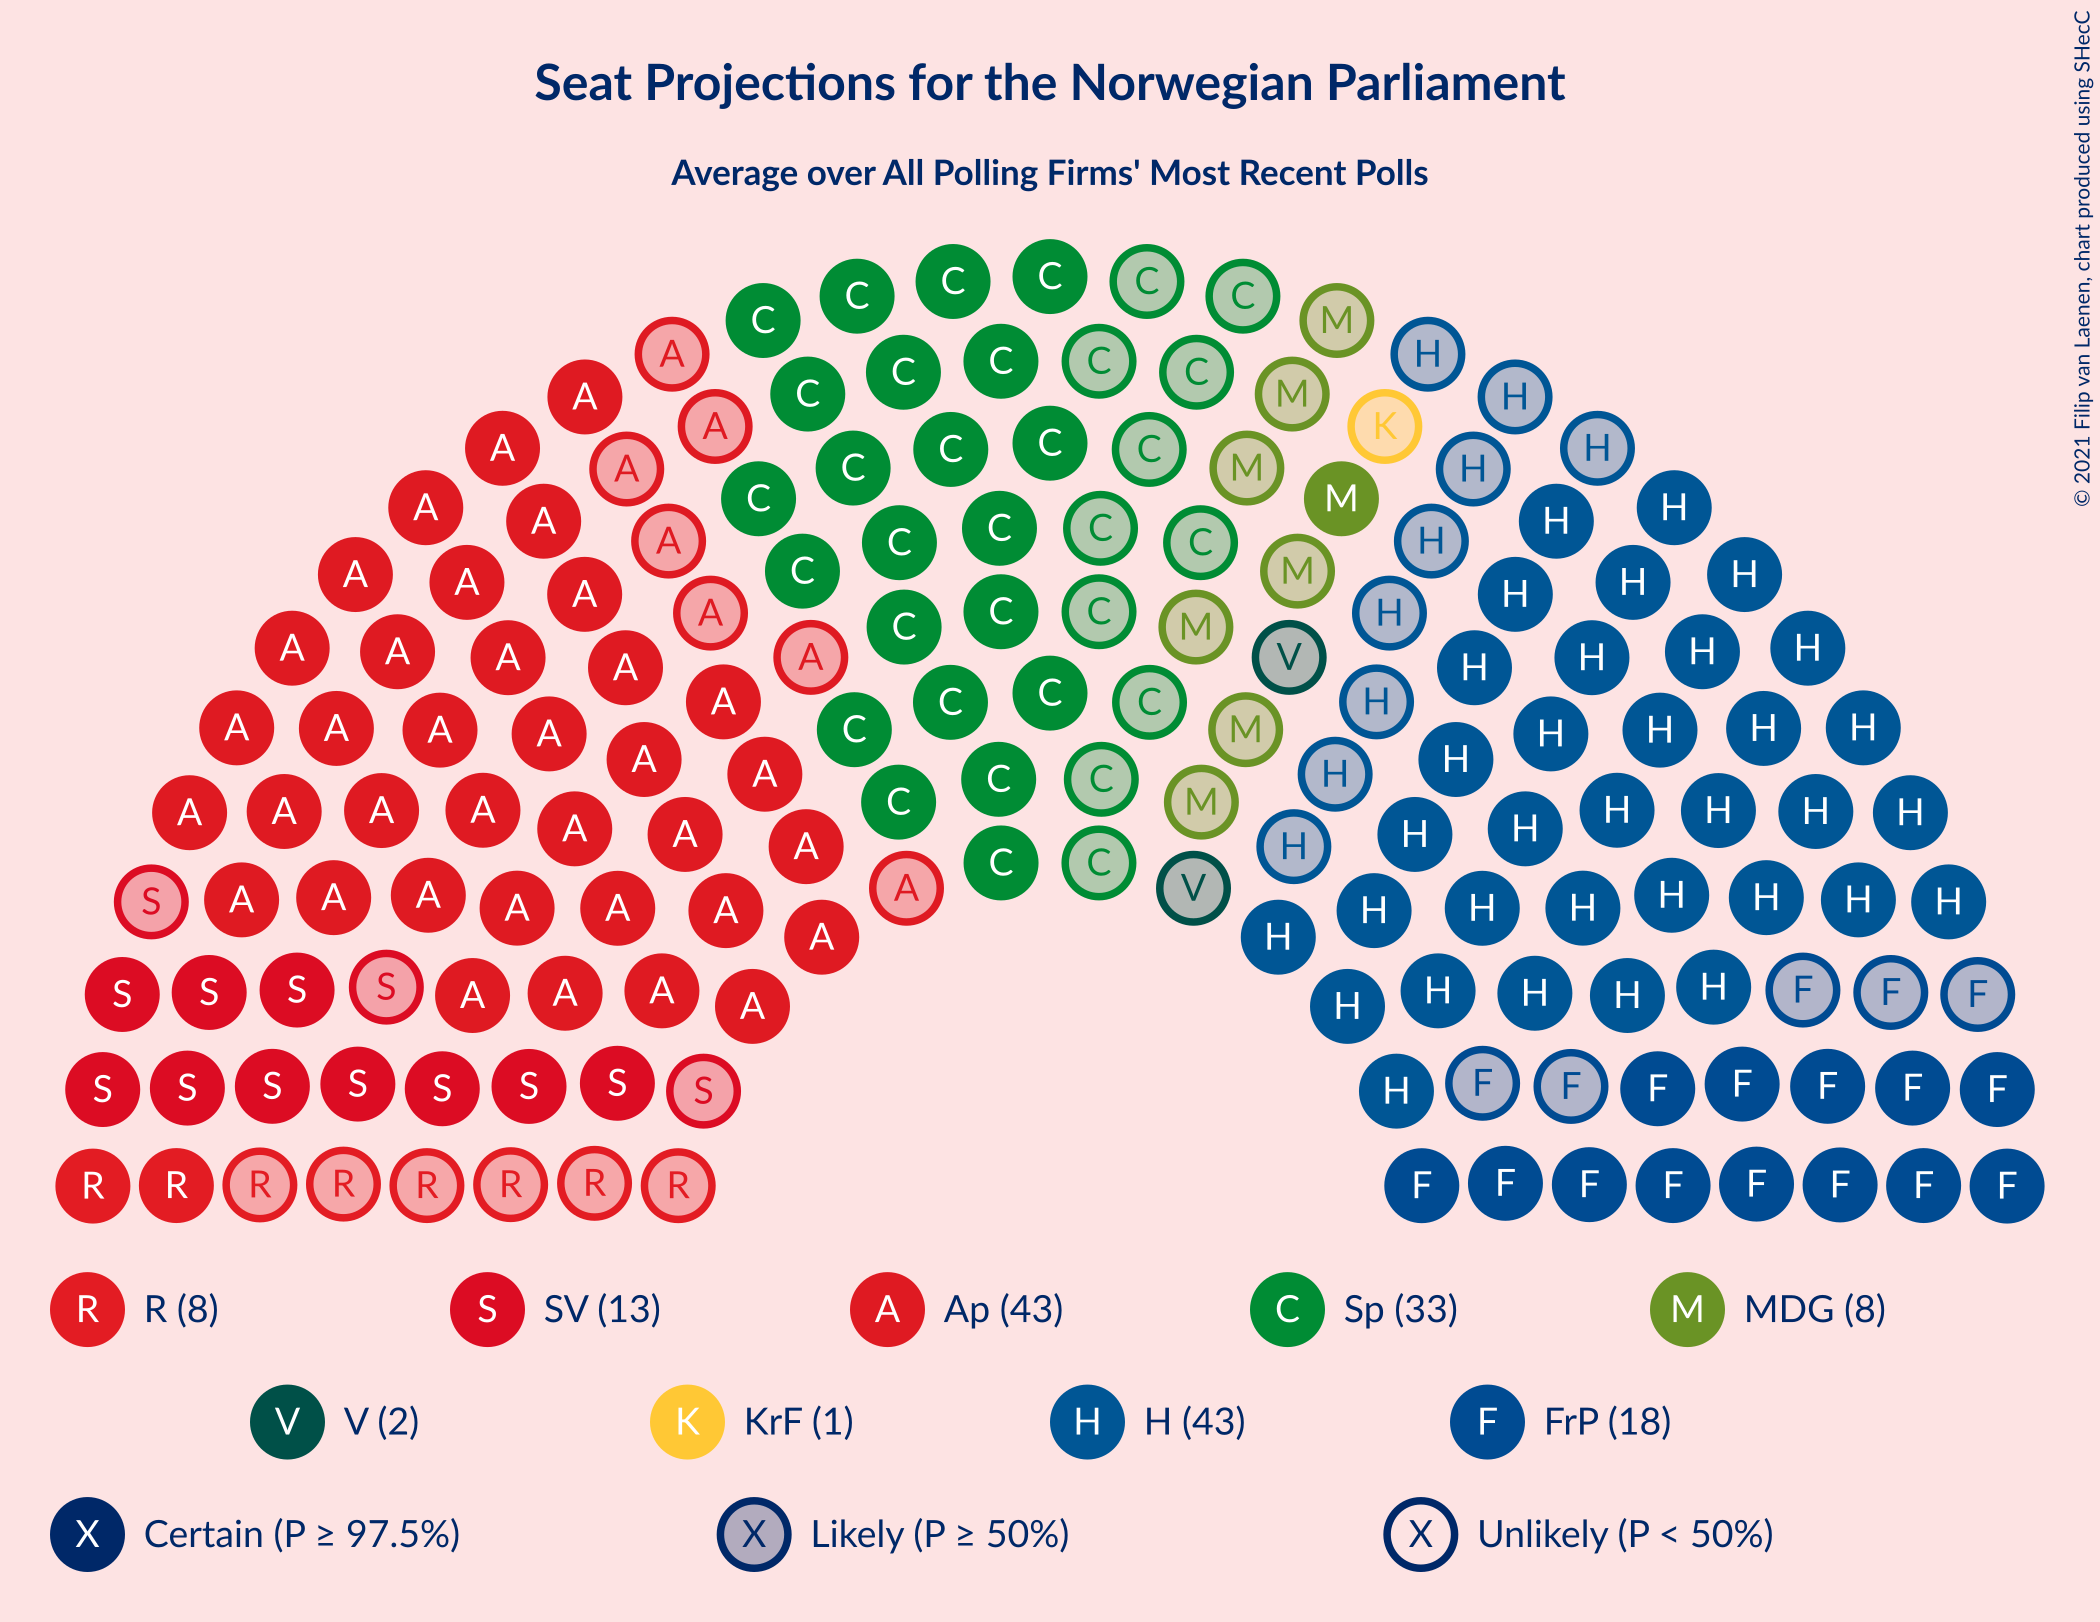 Seat Projections for the Norwegian Parliament
Average over All Polling Firms' Most Recent Polls
© 2021 Filip van Laenen, chart produced using SHecC
C C C C C C M
A H
C C C C C M
A H
A K H
A C C C C M H
A A H
C M
A H
A A C C C C C H H
A C M H
A A C C C M H H
A A A V H H H
A A A C C C M H H H
A A A A C M H H H H
A A A C C M H H H
A A A A A H H H H H
A A C C V H H
S A A A A A A A H H H H H H H
A H
S S S S A A A H H H H F F F
A H
S S S S S S S S H F F F F F F F
R R R R R R R R F F F F F F F F
R R (8) S SV (13) A Ap (43) C Sp (33) M MDG (8)
V V (2) K KrF (1) H H (43) F FrP (18)
X Certain (P ≥ 97.5%) X Likely (P ≥ 50%) X Unlikely (P < 50%)